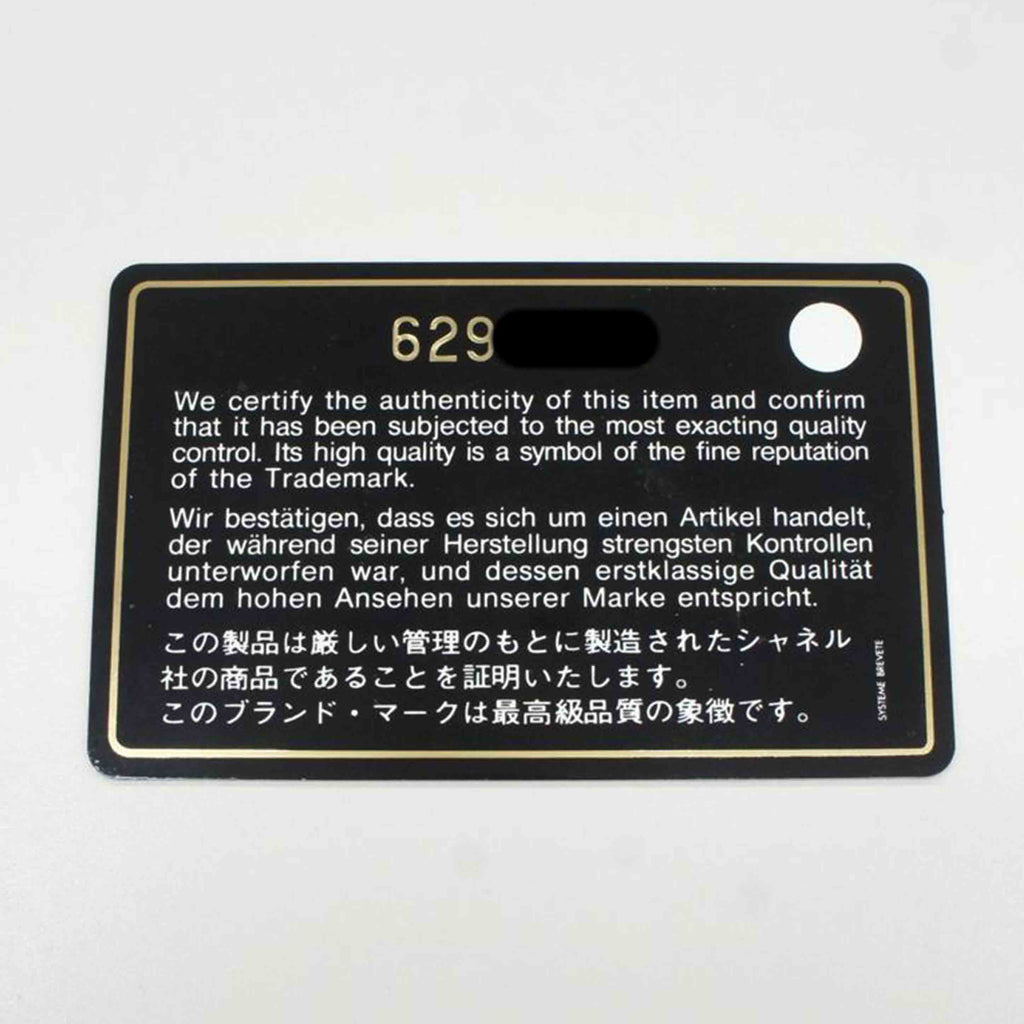 629
We certify the authenticity of this item and confirm
that it has been subjected to the most exacting quality
control. Its high quality is a symbol of the fine reputation
of the Trademark.
Wir bestätigen, dass es sich um einen Artikel handelt,
der während seiner Herstellung strengsten Kontrollen
unterworfen war, und dessen erstklassige Qualität
dem hohen Ansehen unserer Marke entspricht.
この製品は厳しい管理のもとに製造されたシャネル
社の商品であることを証明いたします。
このブランド・マークは最高級品質の象徴です。
SYSTEME BREVETE